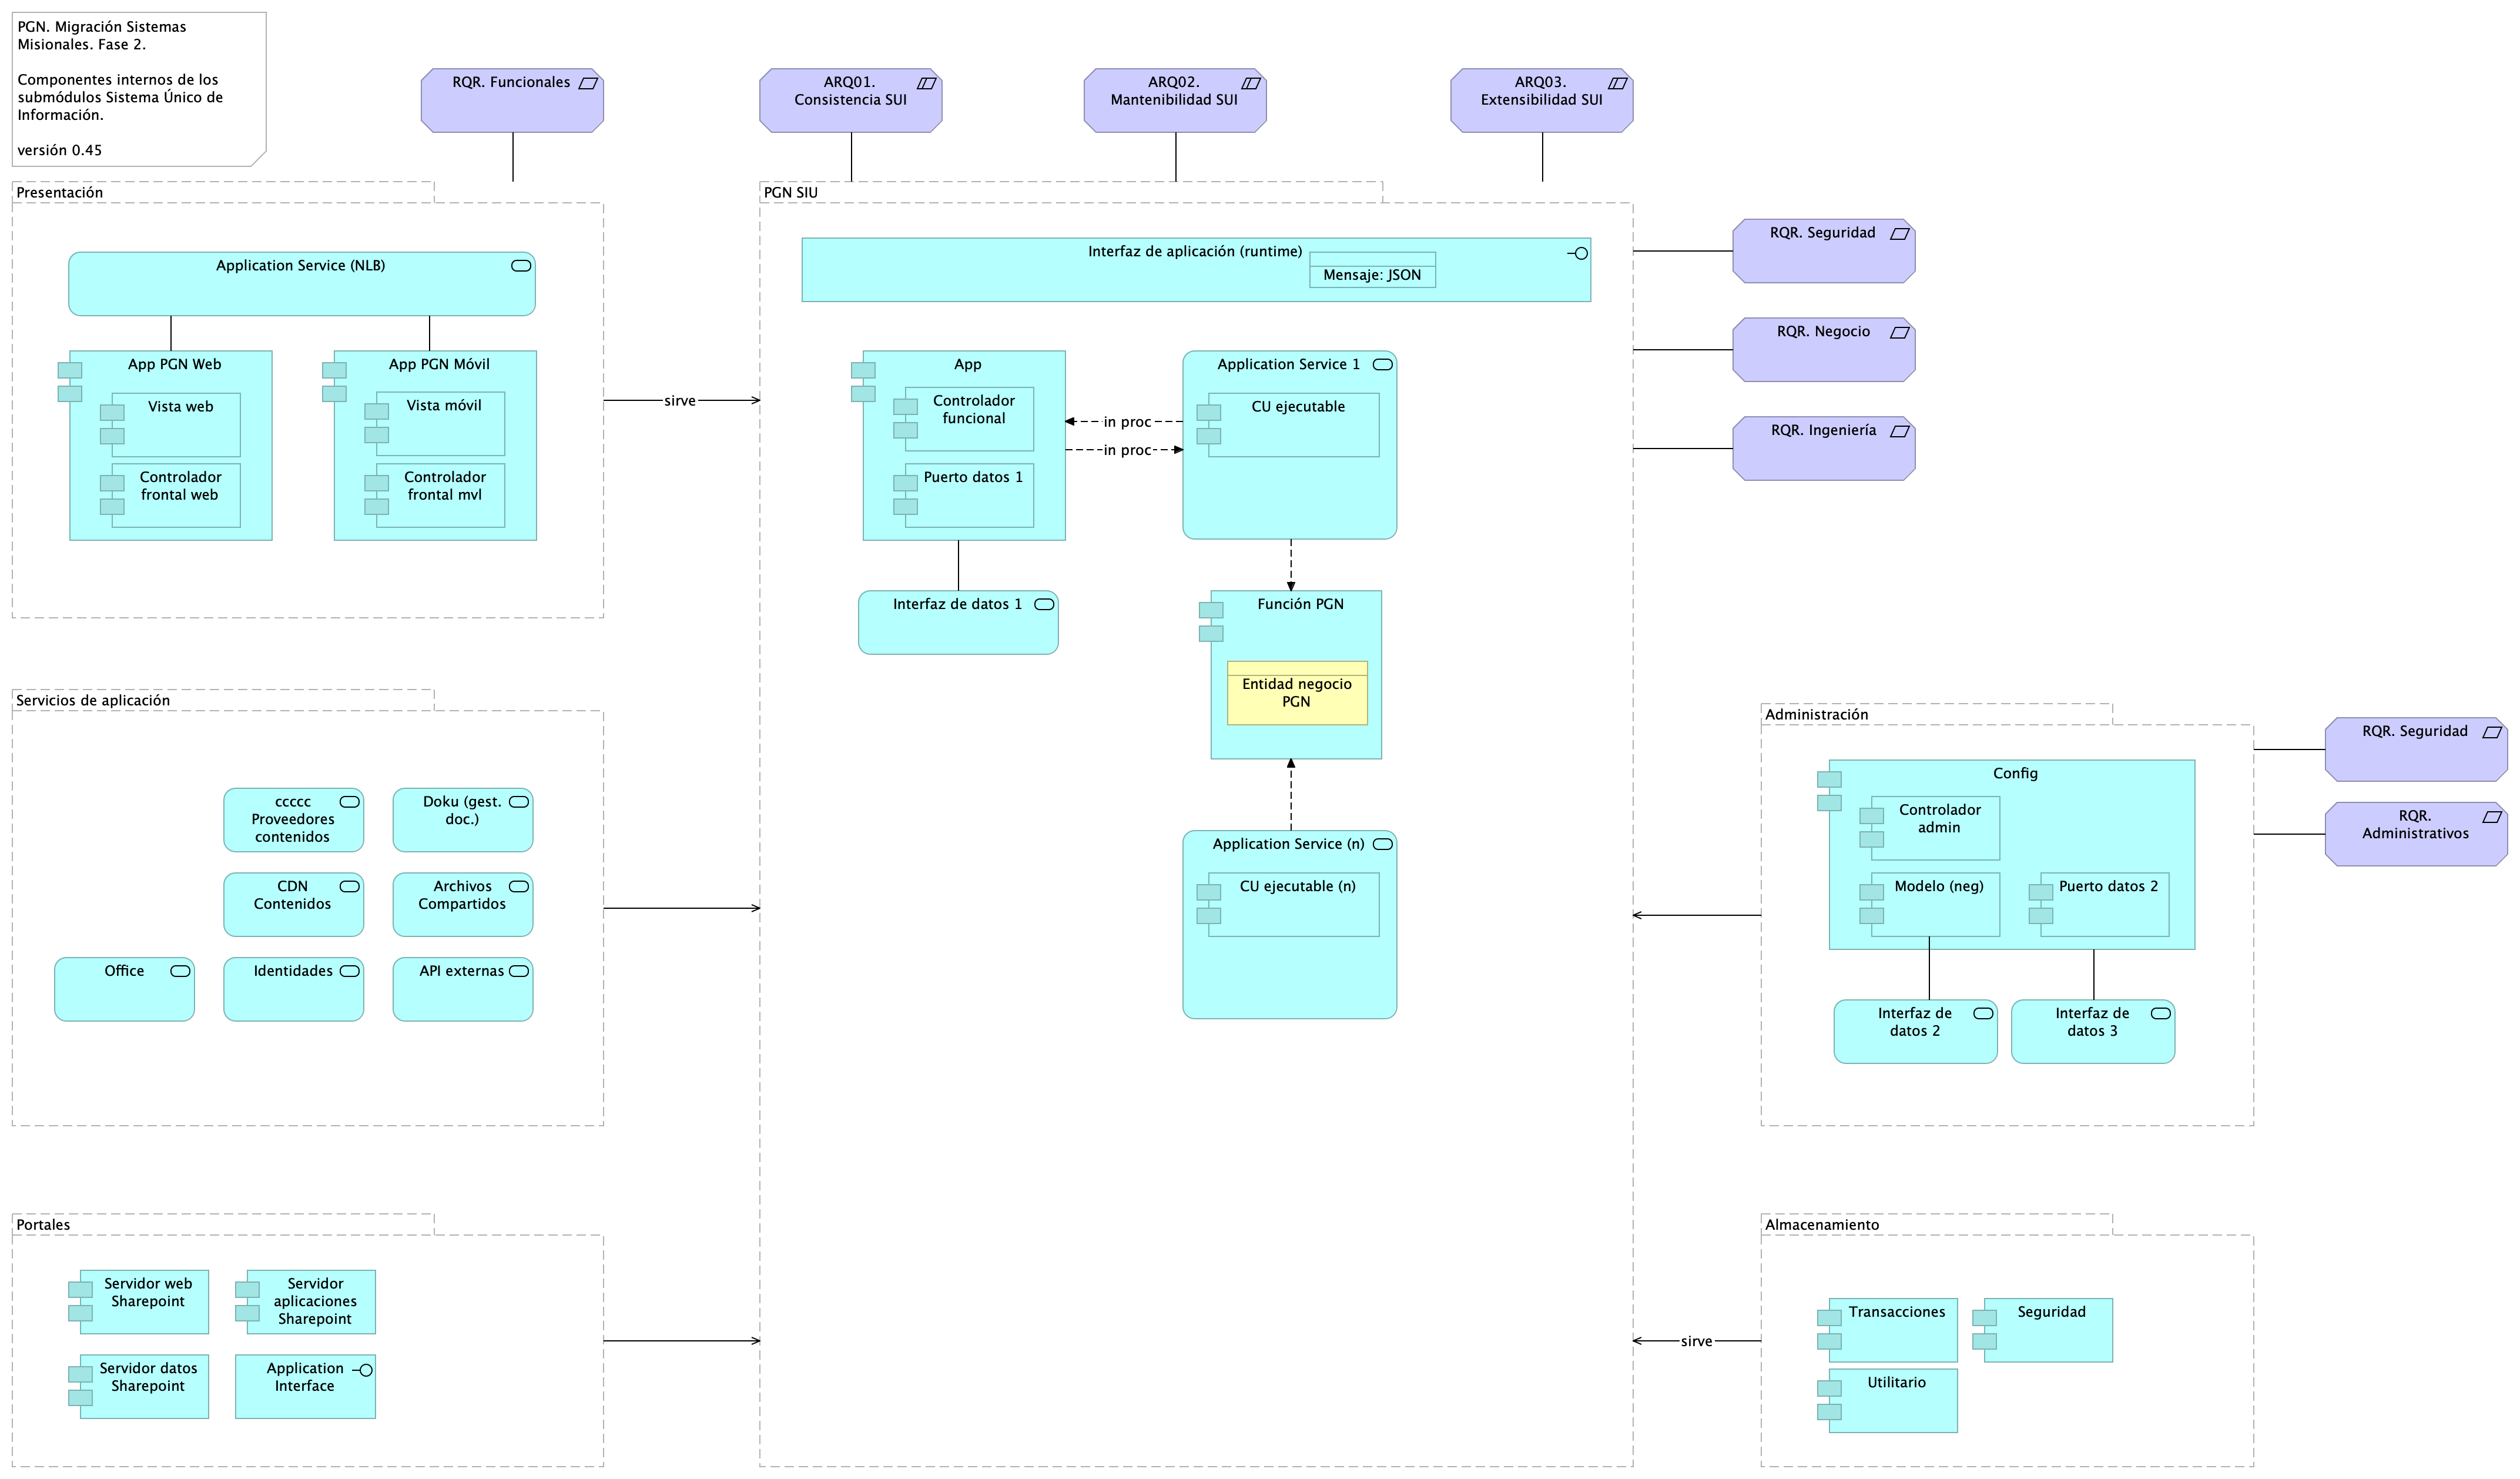 PGN. Migración Sistemas
Misionales. Fase 2.
Componentes internos de los
submódulos Sistema Único de
Información.
versión 0.45
RQR. Funcionales
ARQ01.
Consistencia SUI
ARQ02.
Mantenibilidad SUI
ARQ03.
Extensibilidad SUI
Presentación
Application Service (NLB)
App PGN Web
Vista web
Controlador
frontal web
App PGN Móvil
Vista móvil
Controlador
frontal mvl
sirve
PGN SIU
Interfaz de aplicación (runtime)
Mensaje: JSON
App
Controlador
funcional
Puerto datos 1
in proc
in proc
Application Service 1
CU ejecutable
Interfaz de datos 1
Función PGN
Entidad negocio
PGN
Application Service (n)
CU ejecutable (n)
RQR. Seguridad
RQR. Negocio
RQR. Ingeniería
Servicios de aplicación
ccccc
Proveedores
contenidos
Doku (gest.
doc.)
CDN
Contenidos
Archivos
Compartidos
Office
Identidades
API externas
Administración
Config
Controlador
admin
Modelo (neg)
Puerto datos 2
Interfaz de
datos 2
Interfaz de
datos 3
RQR. Seguridad
RQR.
Administrativos
Portales
Servidor web
Sharepoint
Servidor
aplicaciones
Sharepoint
Servidor datos
Sharepoint
Application
Interface
sirve
Almacenamiento
Transacciones
Seguridad
Utilitario